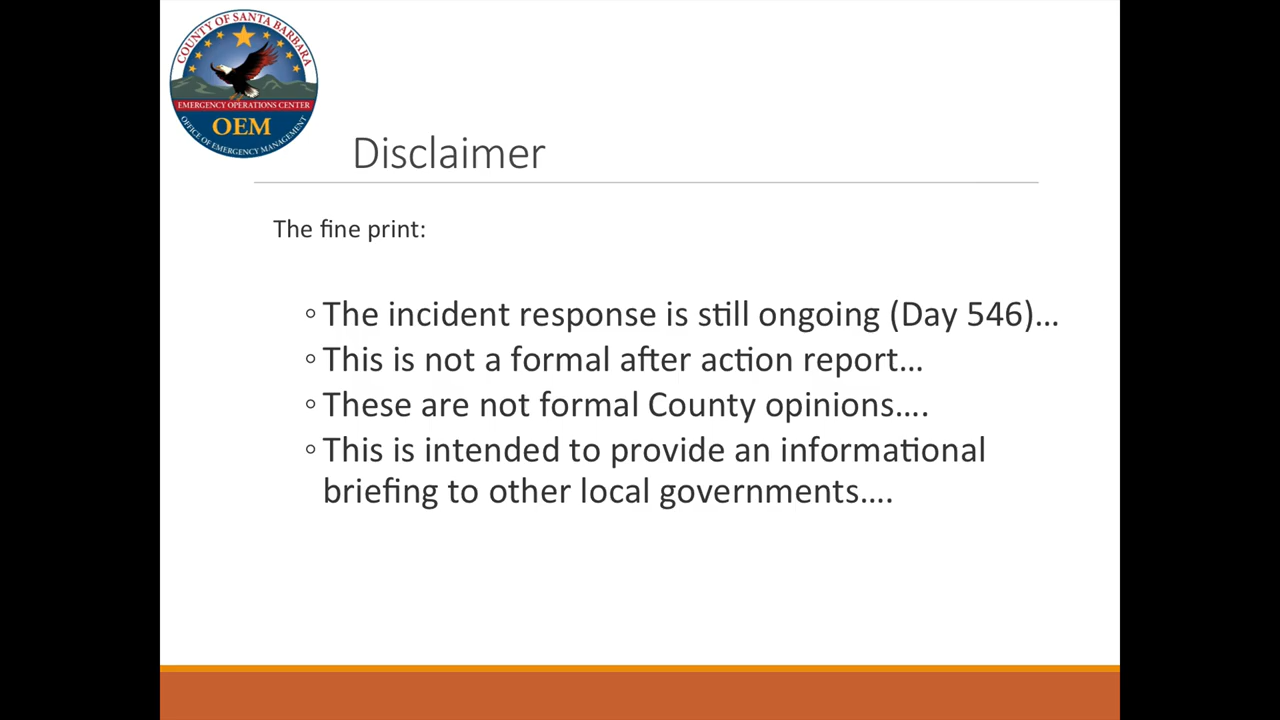 COUNTY OF SANTA BARBARA
EMERGENCY OPERATIONS CENTER
OEM
OFFICE OF EMERGENCY MANAGEMENT
Disclaimer
The fine print:
◦ The incident response is still ongoing (Day 546)...
◦ This is not a formal after action report...
◦ These are not formal County opinions....
◦ This is intended to provide an informational
briefing to other local governments....